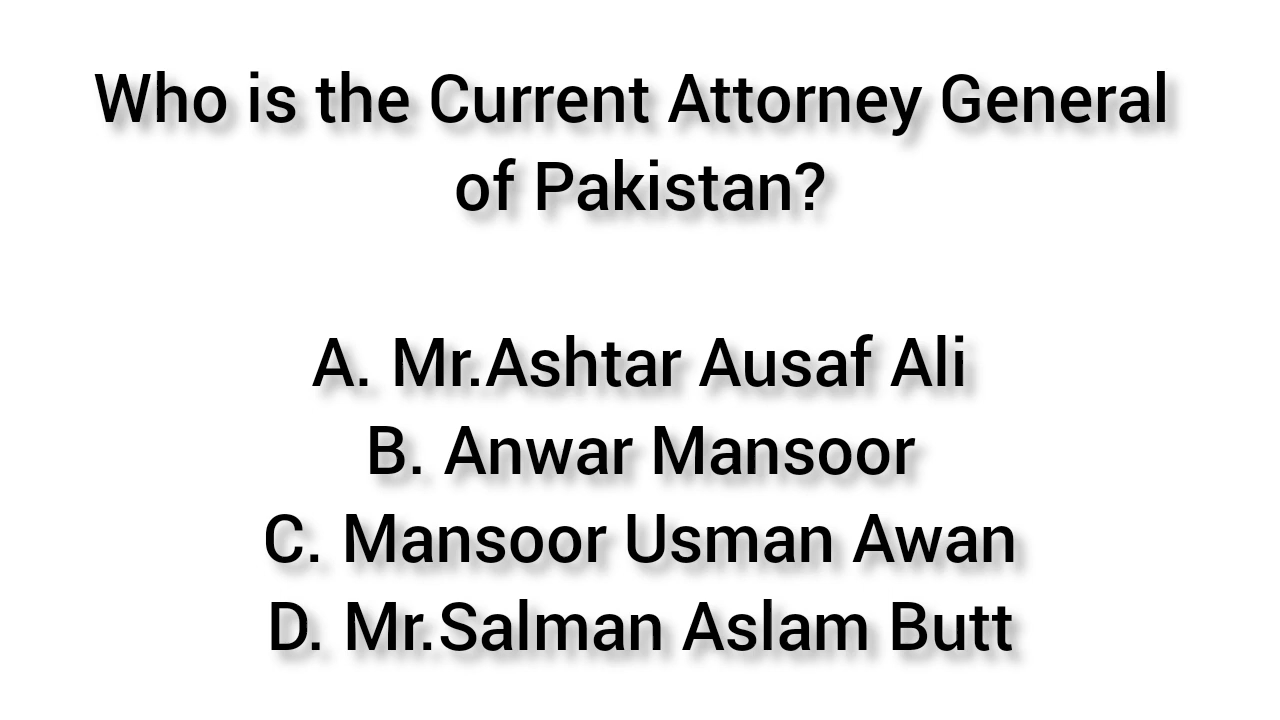 Who is the Current Attorney General
of Pakistan?
A. Mr.Ashtar Ausaf Ali
B. Anwar Mansoor
C. Mansoor Usman Awan
D. Mr.Salman Aslam Butt